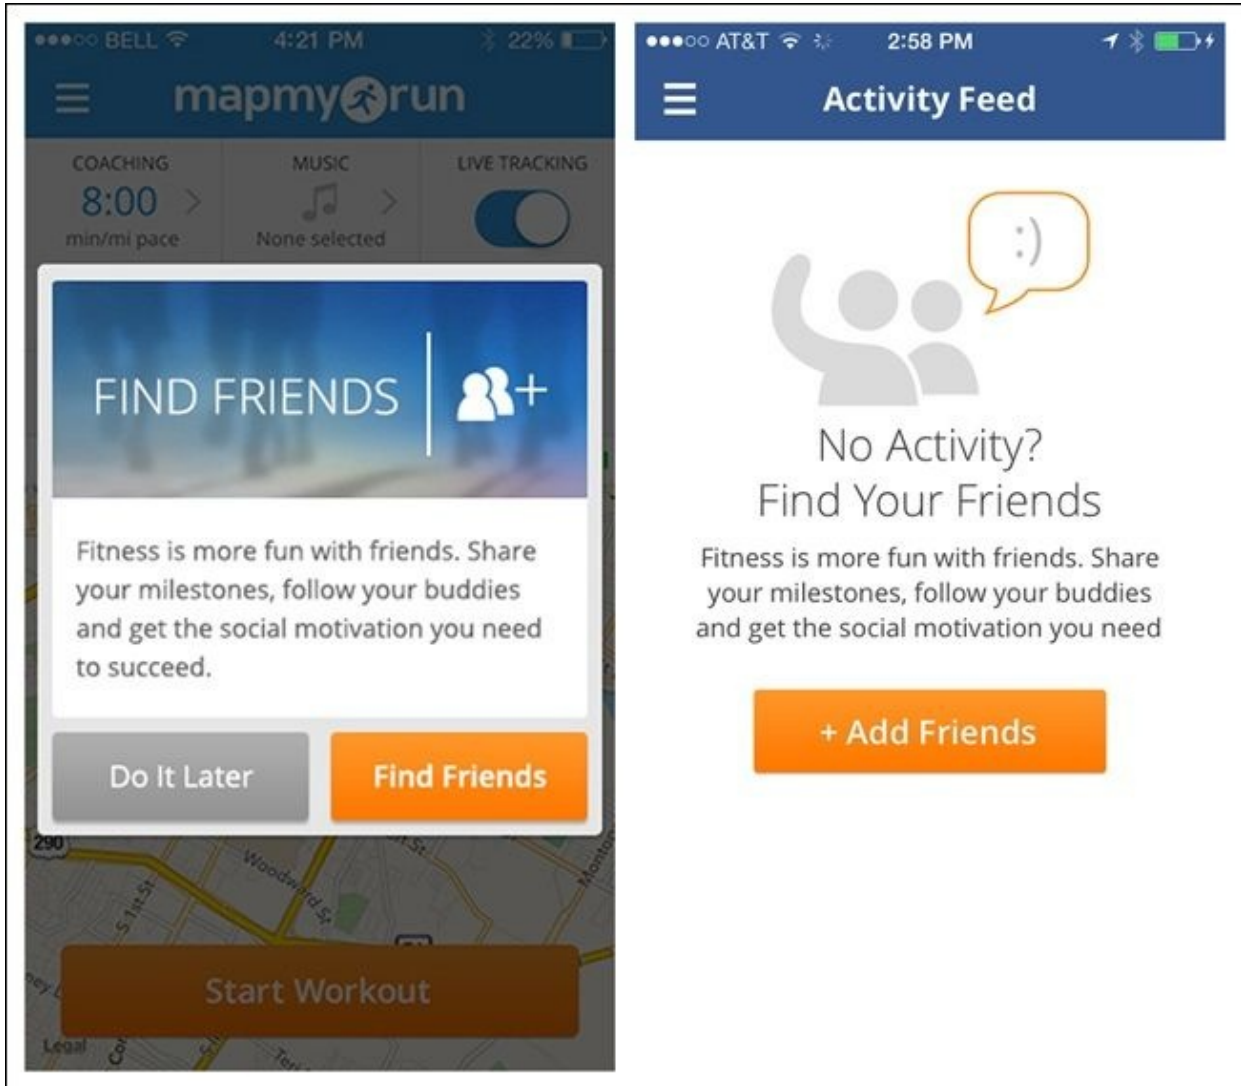 BELL 4:21 PM 22%
mapmyrun
COACHING MUSIC LIVE TRACKING
8:00
min/mi pace None selected
FIND FRIENDS
Fitness is more fun with friends. Share
your milestones, follow your buddies
and get the social motivation you need
to succeed.
Do It Later Find Friends
290
Woodward St
S 1st St
Start Workout
Legal
AT&T 2:58 PM
Activity Feed
:)
No Activity?
Find Your Friends
Fitness is more fun with friends. Share
your milestones, follow your buddies
and get the social motivation you need
+ Add Friends